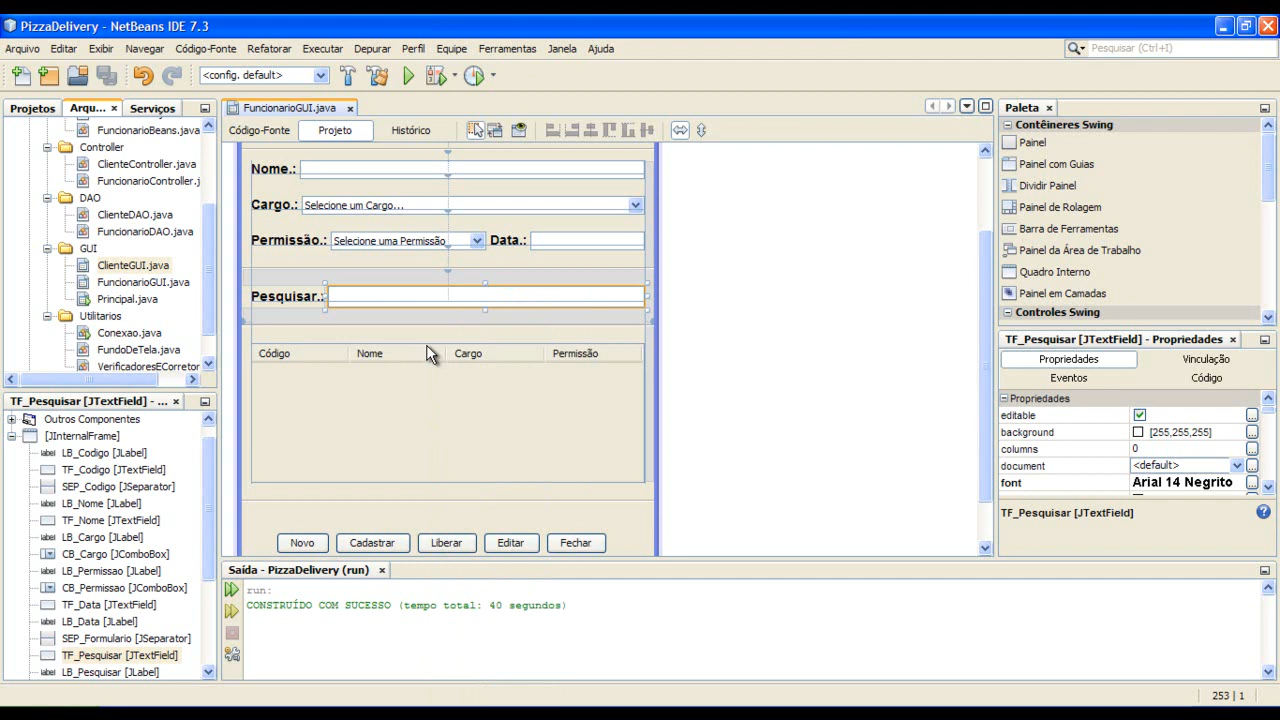 PizzaDelivery - NetBeans IDE 7.3
Arquivo Editar Exibir Navegar Código-Fonte Refatorar Executar Depurar Perfil Equipe Ferramentas Janela Ajuda
Pesquisar (Ctrl+I)
<config. default>
Projetos Arqu... Serviços
FuncionarioBeans.java
Controller
ClienteController.java
FuncionarioController.j
DAO
ClienteDAO.java
FuncionarioDAO.java
GUI
ClienteGUI.java
FuncionarioGUI.java
Principal.java
Utilitarios
Conexao.java
FundoDeTela.java
VerificadoresECorretor
TF_Pesquisar [JTextField] - ...
Outros Componentes
[JInternalFrame]
LB_Codigo [JLabel]
TF_Codigo [JTextField]
SEP_Codigo [JSeparator]
LB_Nome [JLabel]
TF_Nome [JTextField]
LB_Cargo [JLabel]
CB_Cargo [JComboBox]
LB_Permissao [JLabel]
CB_Permissao [JComboBox]
TF_Data [JTextField]
LB_Data [JLabel]
SEP_Formulario [JSeparator]
TF_Pesquisar [JTextField]
LB_Pesquisar [JLabel]
FuncionarioGUI.java
Código-Fonte Projeto Histórico
Nome.:
Cargo.: Selecione um Cargo...
Permissão.: Selecione uma Permissão Data.:
Pesquisar.:
Código Nome Cargo Permissão
Novo Cadastrar Liberar Editar Fechar
Saída - PizzaDelivery (run)
run:
CONSTRUÍDO COM SUCESSO (tempo total: 40 segundos)
Paleta
Contêineres Swing
Painel
Painel com Guias
Dividir Painel
Painel de Rolagem
Barra de Ferramentas
Painel da Área de Trabalho
Quadro Interno
Painel em Camadas
Controles Swing
TF_Pesquisar [JTextField] - Propriedades
Propriedades Vinculação
Eventos Código
Propriedades
editable
background [255,255,255]
columns 0
document <default>
font Arial 14 Negrito
TF_Pesquisar [JTextField]
253 | 1